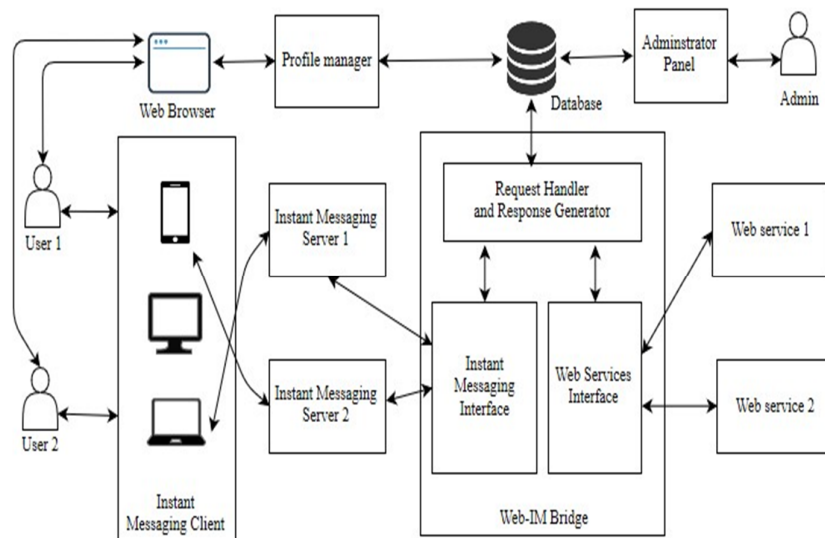 Web Browser
Profile manager
Database
Adminstrator
Panel
Admin
User 1
User 2
Instant
Messaging Client
Instant Messaging
Server 1
Instant Messaging
Server 2
Request Handler
and Response Generator
Instant
Messaging
Interface
Web Services
Interface
Web-IM Bridge
Web service 1
Web service 2